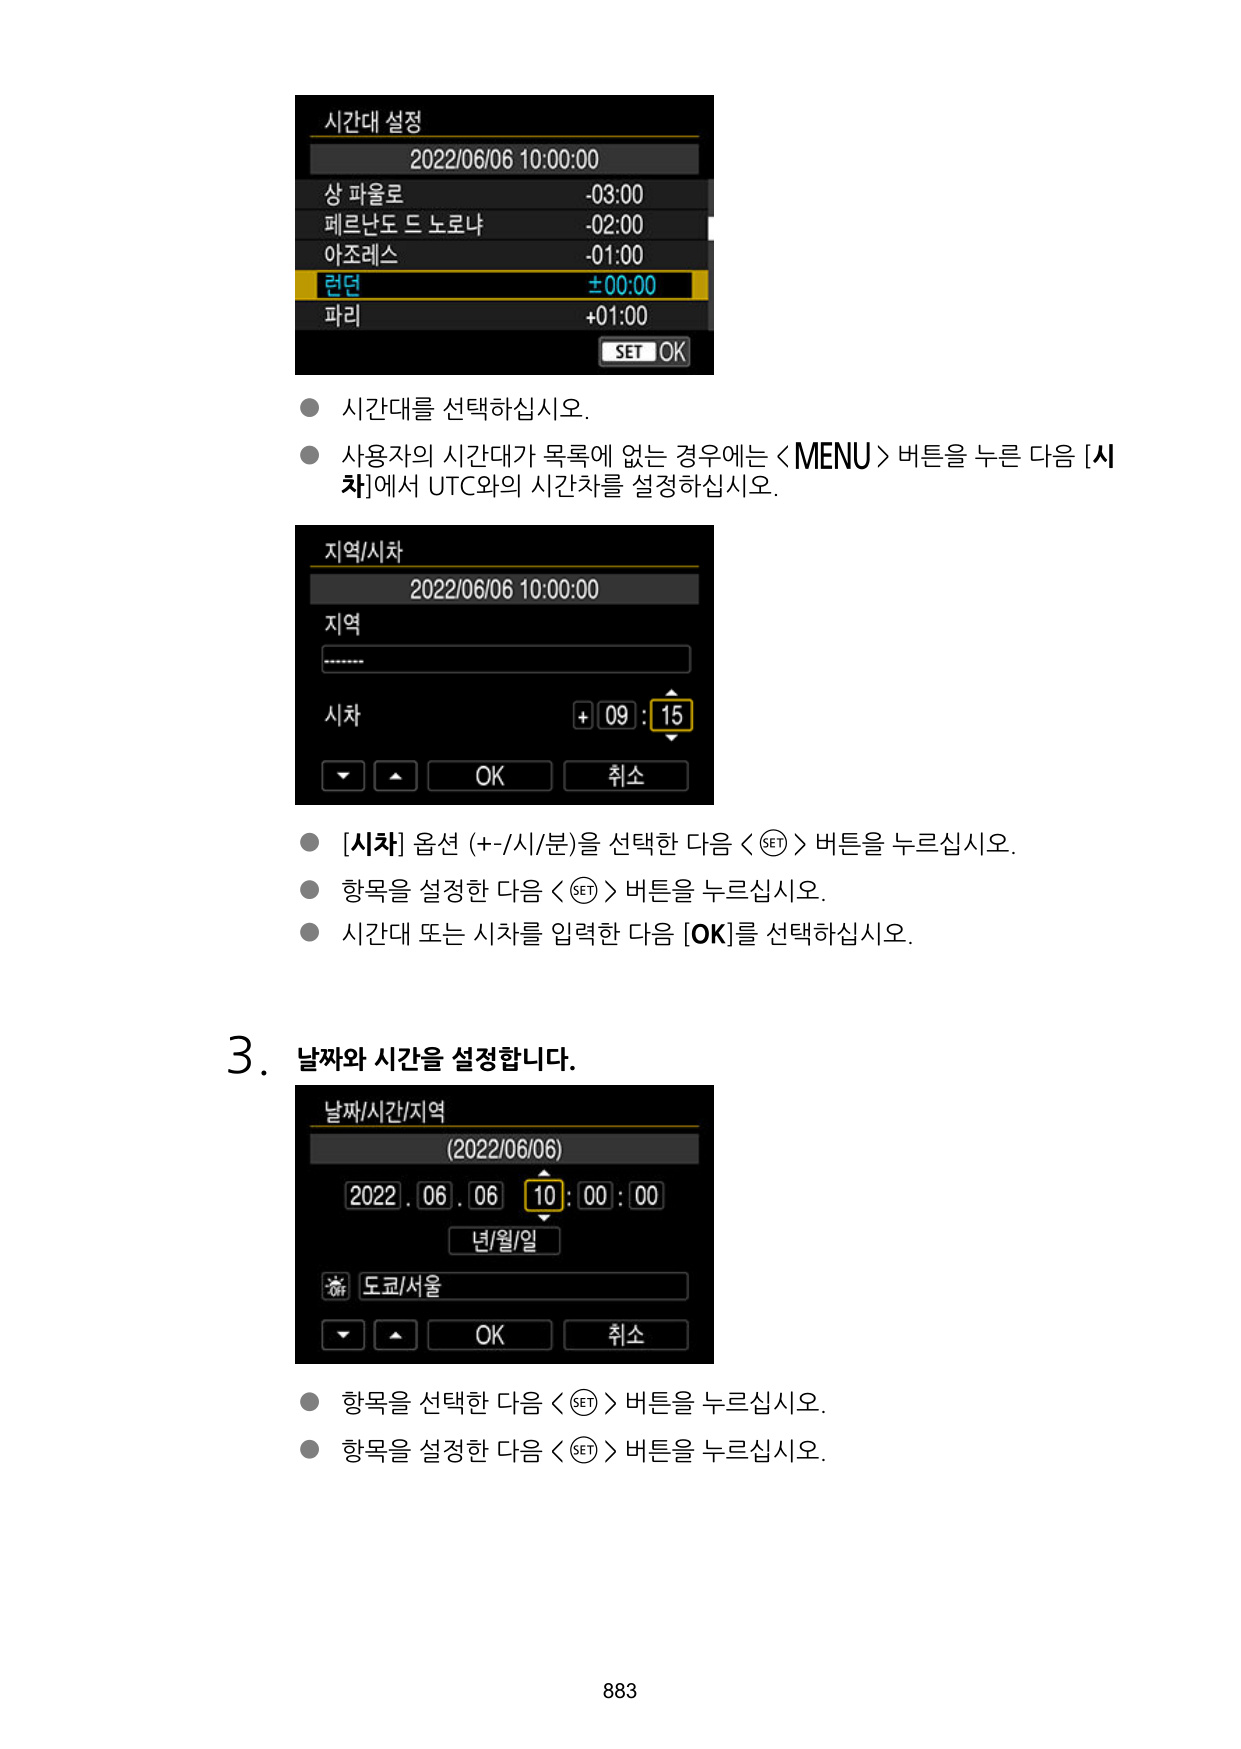 시간대 설정
2022/06/06 10:00:00
상 파울로 -03:00
페르난도 드 노로냐 -02:00
아조레스 -01:00
런던 ±00:00
파리 +01:00
SET OK
● 시간대를 선택하십시오.
● 사용자의 시간대가 목록에 없는 경우에는 <MENU> 버튼을 누른 다음 [시
차]에서 UTC와의 시간차를 설정하십시오.
지역/시차
2022/06/06 10:00:00
지역
-------
시차 + 09 : 15
OK 취소
● [시차] 옵션 (+-/시/분)을 선택한 다음 <SET> 버튼을 누르십시오.
● 항목을 설정한 다음 <SET> 버튼을 누르십시오.
● 시간대 또는 시차를 입력한 다음 [OK]를 선택하십시오.
3. 날짜와 시간을 설정합니다.
날짜/시간/지역
(2022/06/06)
2022 . 06 . 06 10 : 00 : 00
년/월/일
OFF 도쿄/서울
OK 취소
● 항목을 선택한 다음 <SET> 버튼을 누르십시오.
● 항목을 설정한 다음 <SET> 버튼을 누르십시오.
883